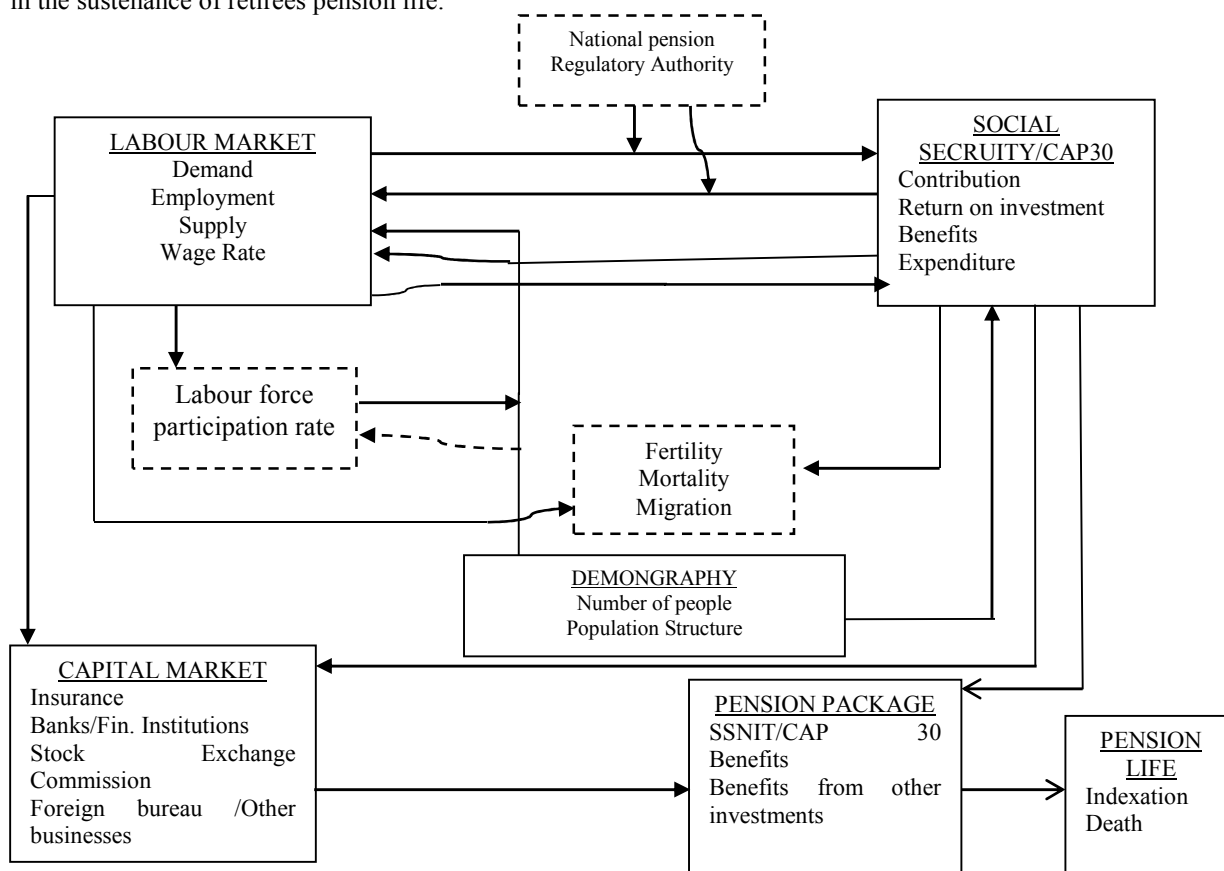 in the sustenance of retirees pension life.
National pension
Regulatory Authority
LABOUR MARKET
Demand
Employment
Supply
Wage Rate
SOCIAL
SECRUITY/CAP30
Contribution
Return on investment
Benefits
Expenditure
Labour force
participation rate
Fertility
Mortality
Migration
DEMONGRAPHY
Number of people
Population Structure
CAPITAL MARKET
Insurance
Banks/Fin. Institutions
Stock Exchange
Commission
Foreign bureau /Other
businesses
PENSION PACKAGE
SSNIT/CAP 30
Benefits
Benefits from other
investments
PENSION
LIFE
Indexation
Death